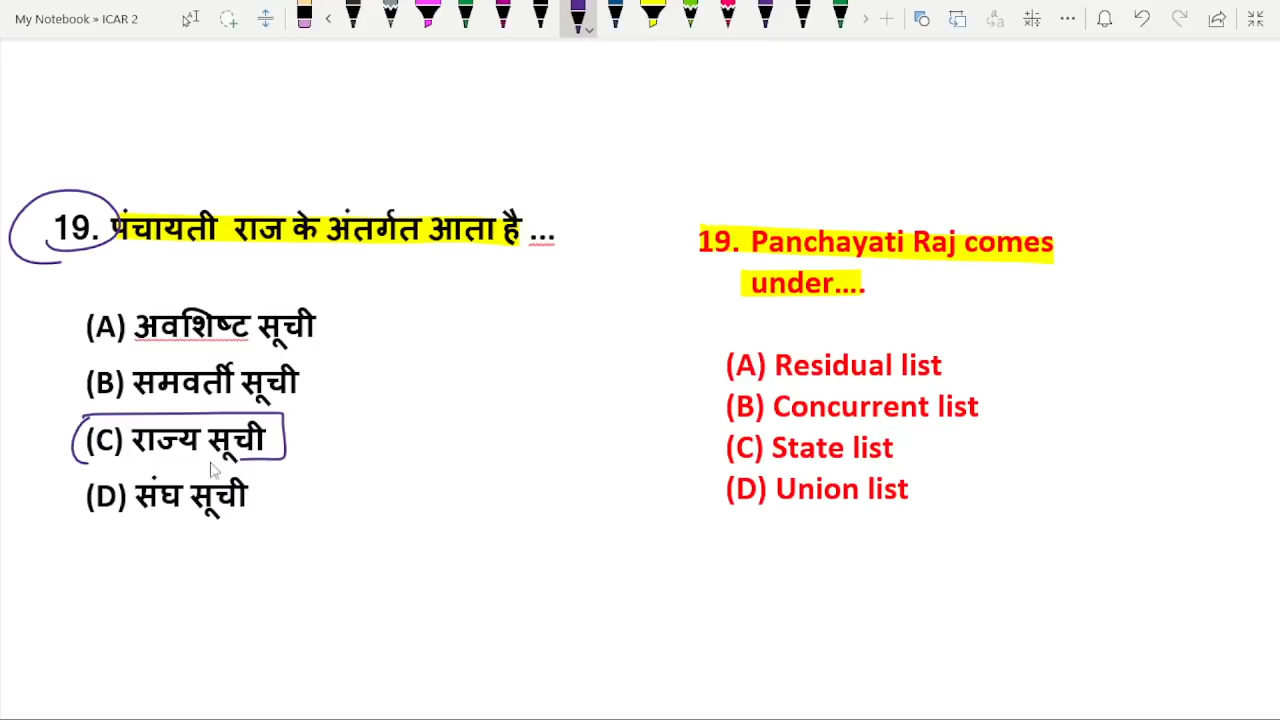 My Notebook » ICAR 2
19. पंचायती राज के अंतर्गत आता है ...
(A) अवशिष्ट सूची
(B) समवर्ती सूची
(C) राज्य सूची
(D) संघ सूची
19. Panchayati Raj comes
under....
(A) Residual list
(B) Concurrent list
(C) State list
(D) Union list